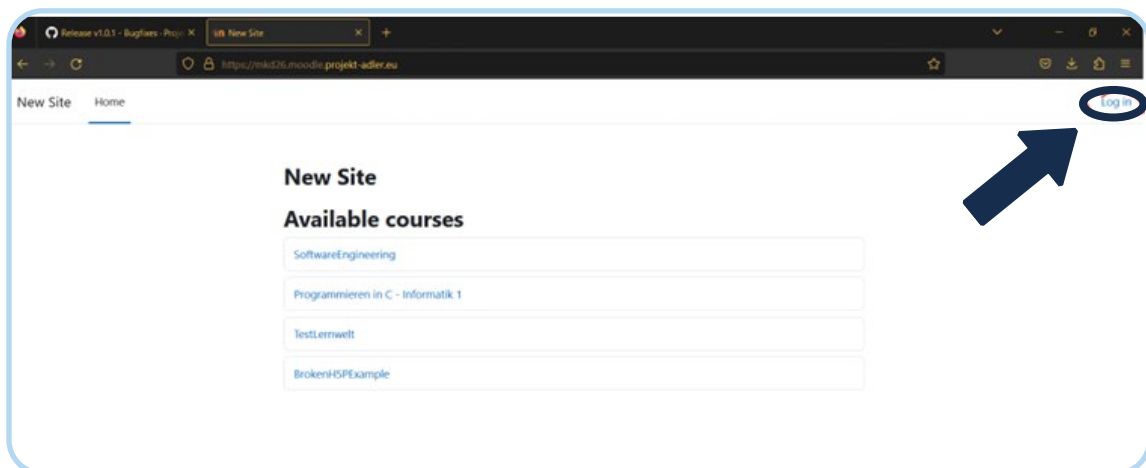 Release v1.0.1 - Bugfixes · Proje
New Site
https://mkd26.moodle.projekt-adler.eu
New Site
Home
Log in
New Site
Available courses
SoftwareEngineering
Programmieren in C - Informatik 1
TestLernwelt
BrokenH5PExample